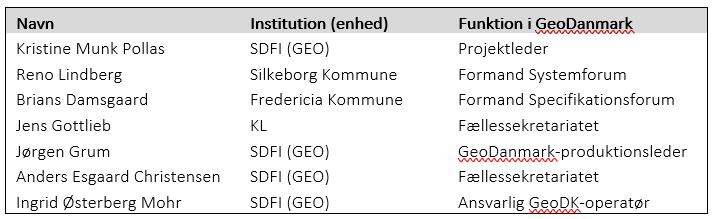 Navn Institution (enhed) Funktion i GeoDanmark
Kristine Munk Pollas SDFI (GEO) Projektleder
Reno Lindberg Silkeborg Kommune Formand Systemforum
Brians Damsgaard Fredericia Kommune Formand Specifikationsforum
Jens Gottlieb KL Fællessekretariatet
Jørgen Grum SDFI (GEO) GeoDanmark-produktionsleder
Anders Esgaard Christensen SDFI (GEO) Fællessekretariatet
Ingrid Østerberg Mohr SDFI (GEO) Ansvarlig GeoDK-operatør